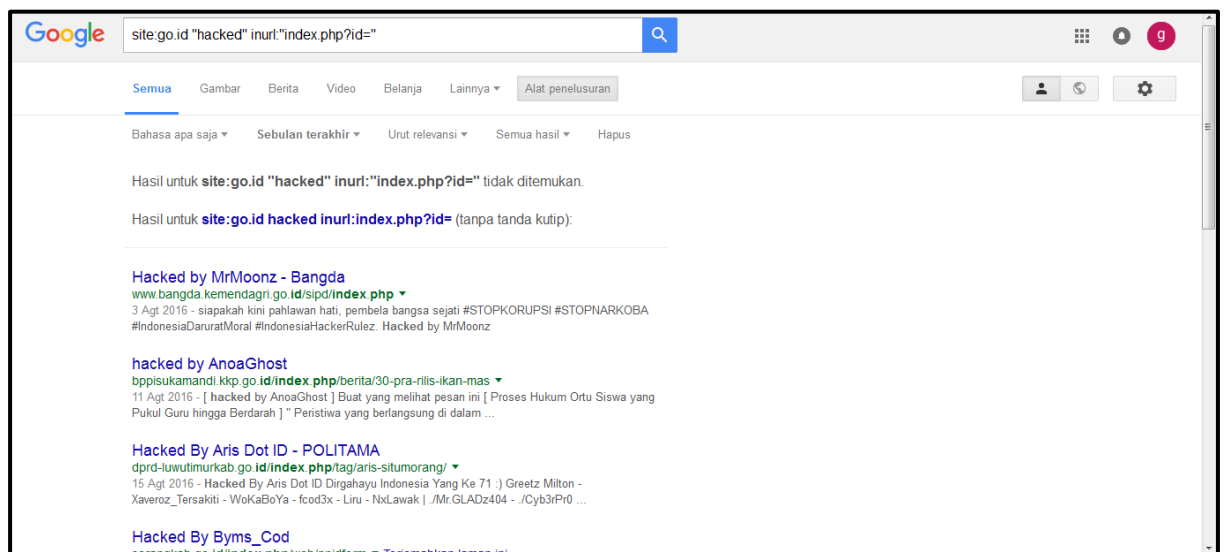 Google site:go.id "hacked" inurl:"index.php?id=" g
Semua Gambar Berita Video Belanja Lainnya Alat penelusuran
Bahasa apa saja Sebulan terakhir Urut relevansi Semua hasil Hapus
Hasil untuk site:go.id "hacked" inurl:"index.php?id=" tidak ditemukan.
Hasil untuk site:go.id hacked inurl:index.php?id= (tanpa tanda kutip):
Hacked by MrMoonz - Bangda
www.bangda.kemendagri.go.id/sipd/index.php
3 Agt 2016 - siapakah kini pahlawan hati, pembela bangsa sejati #STOPKORUPSI #STOPNARKOBA
#IndonesiaDaruratMoral #IndonesiaHackerRulez. Hacked by MrMoonz
hacked by AnoaGhost
bppisukamandi.kkp.go.id/index.php/berita/30-pra-rilis-ikan-mas
11 Agt 2016 - [ hacked by AnoaGhost ] Buat yang melihat pesan ini [ Proses Hukum Ortu Siswa yang
Pukul Guru hingga Berdarah ] " Peristiwa yang berlangsung di dalam ...
Hacked By Aris Dot ID - POLITAMA
dprd-luwutimurkab.go.id/index.php/tag/aris-situmorang/
15 Agt 2016 - Hacked By Aris Dot ID Dirgahayu Indonesia Yang Ke 71 :) Greetz Milton -
Xaveroz_Tersakiti - WoKaBoYa - fcod3x - Liru - NxLawak | ./Mr.GLADz404 - ./Cyb3rPr0 ...
Hacked By Byms_Cod